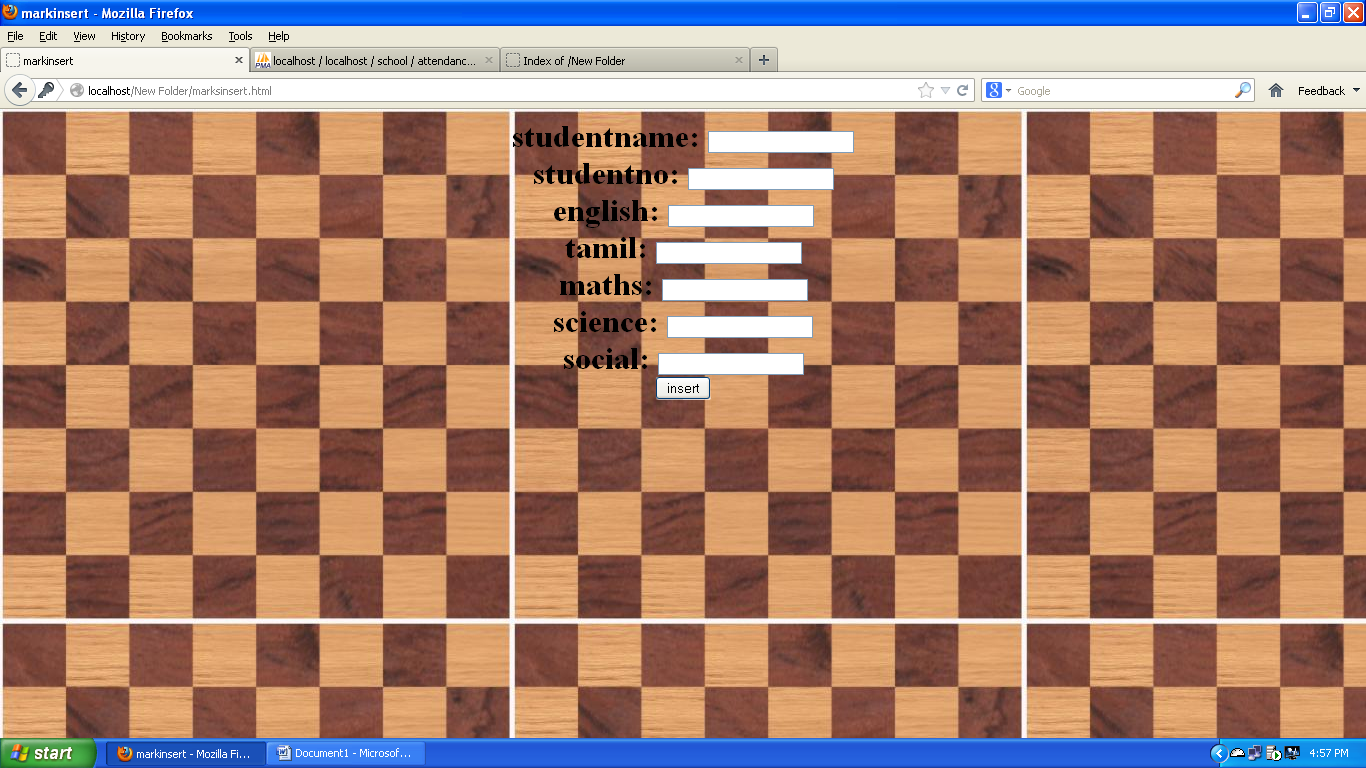 markinsert - Mozilla Firefox
File Edit View History Bookmarks Tools Help
markinsert
PMA localhost / localhost / school / attendanc...
Index of /New Folder
localhost/New Folder/marksinsert.html
8 Google
Feedback
studentname:
studentno:
english:
tamil:
maths:
science:
social:
insert
start
markinsert - Mozilla Fi...
Document1 - Microsof...
4:57 PM